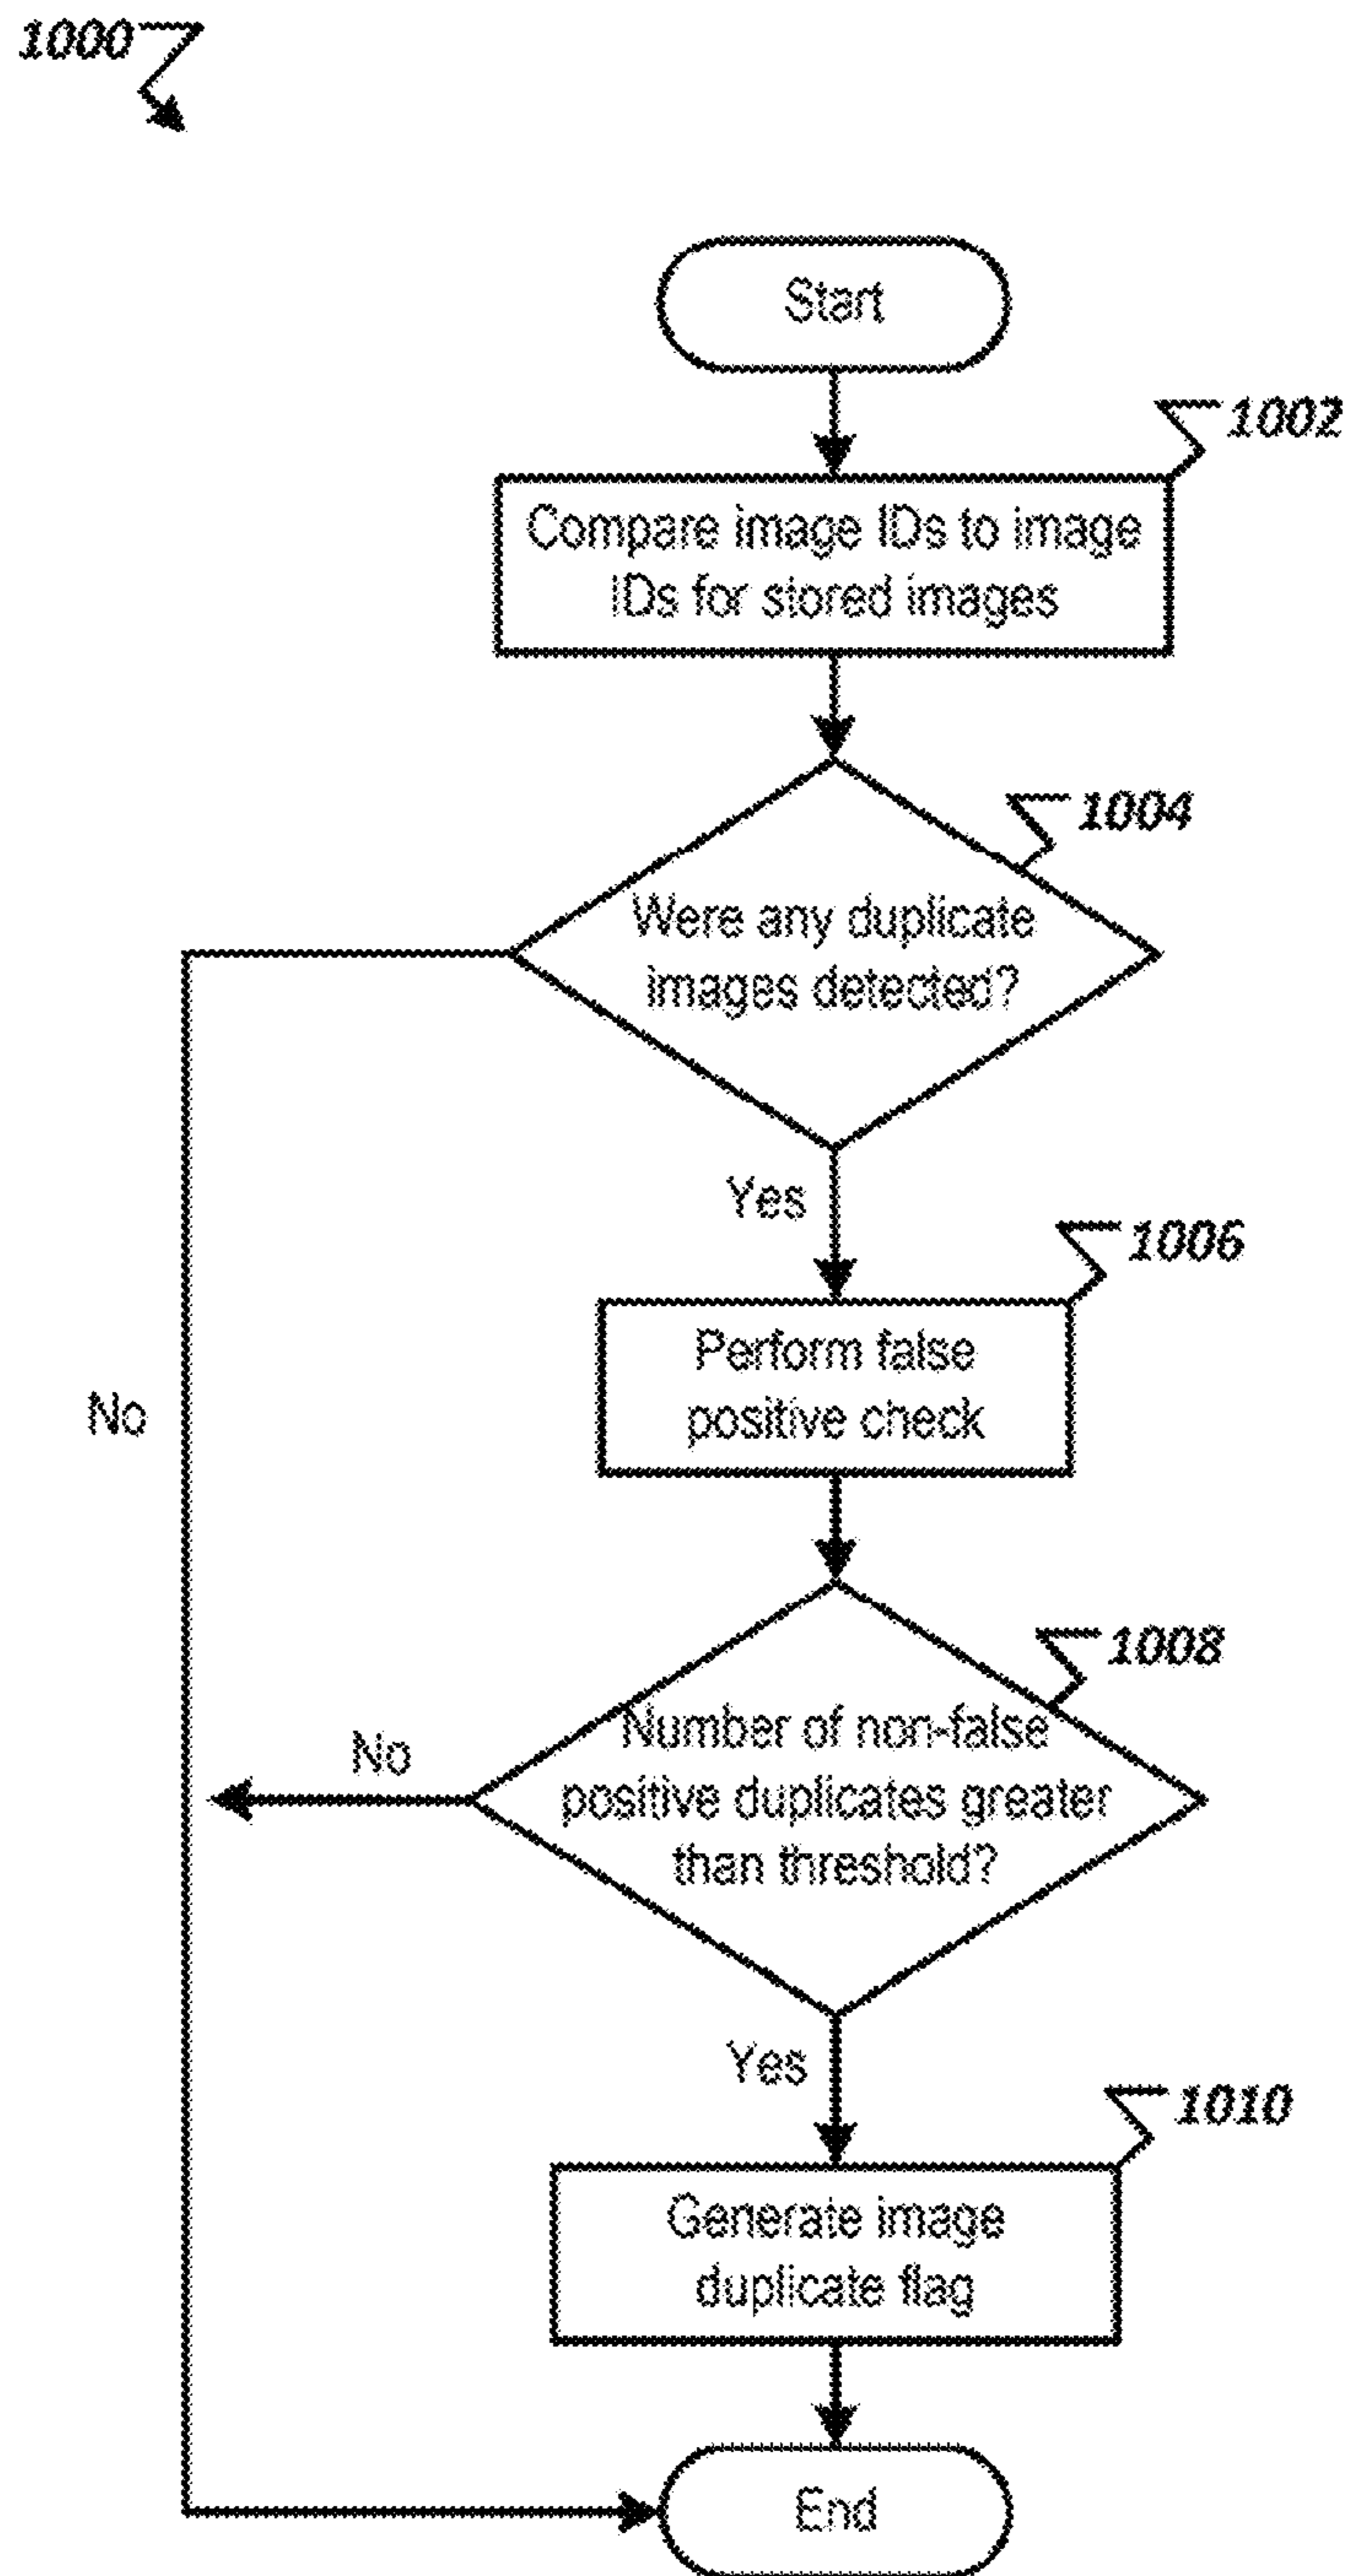 1000
Start
1002
Compare image IDs to image
IDs for stored images
1004
Were any duplicate
images detected?
Yes
1006
Perform false
positive check
No
1008
Number of non-false
positive duplicates greater
than threshold?
No
Yes
1010
Generate image
duplicate flag
End